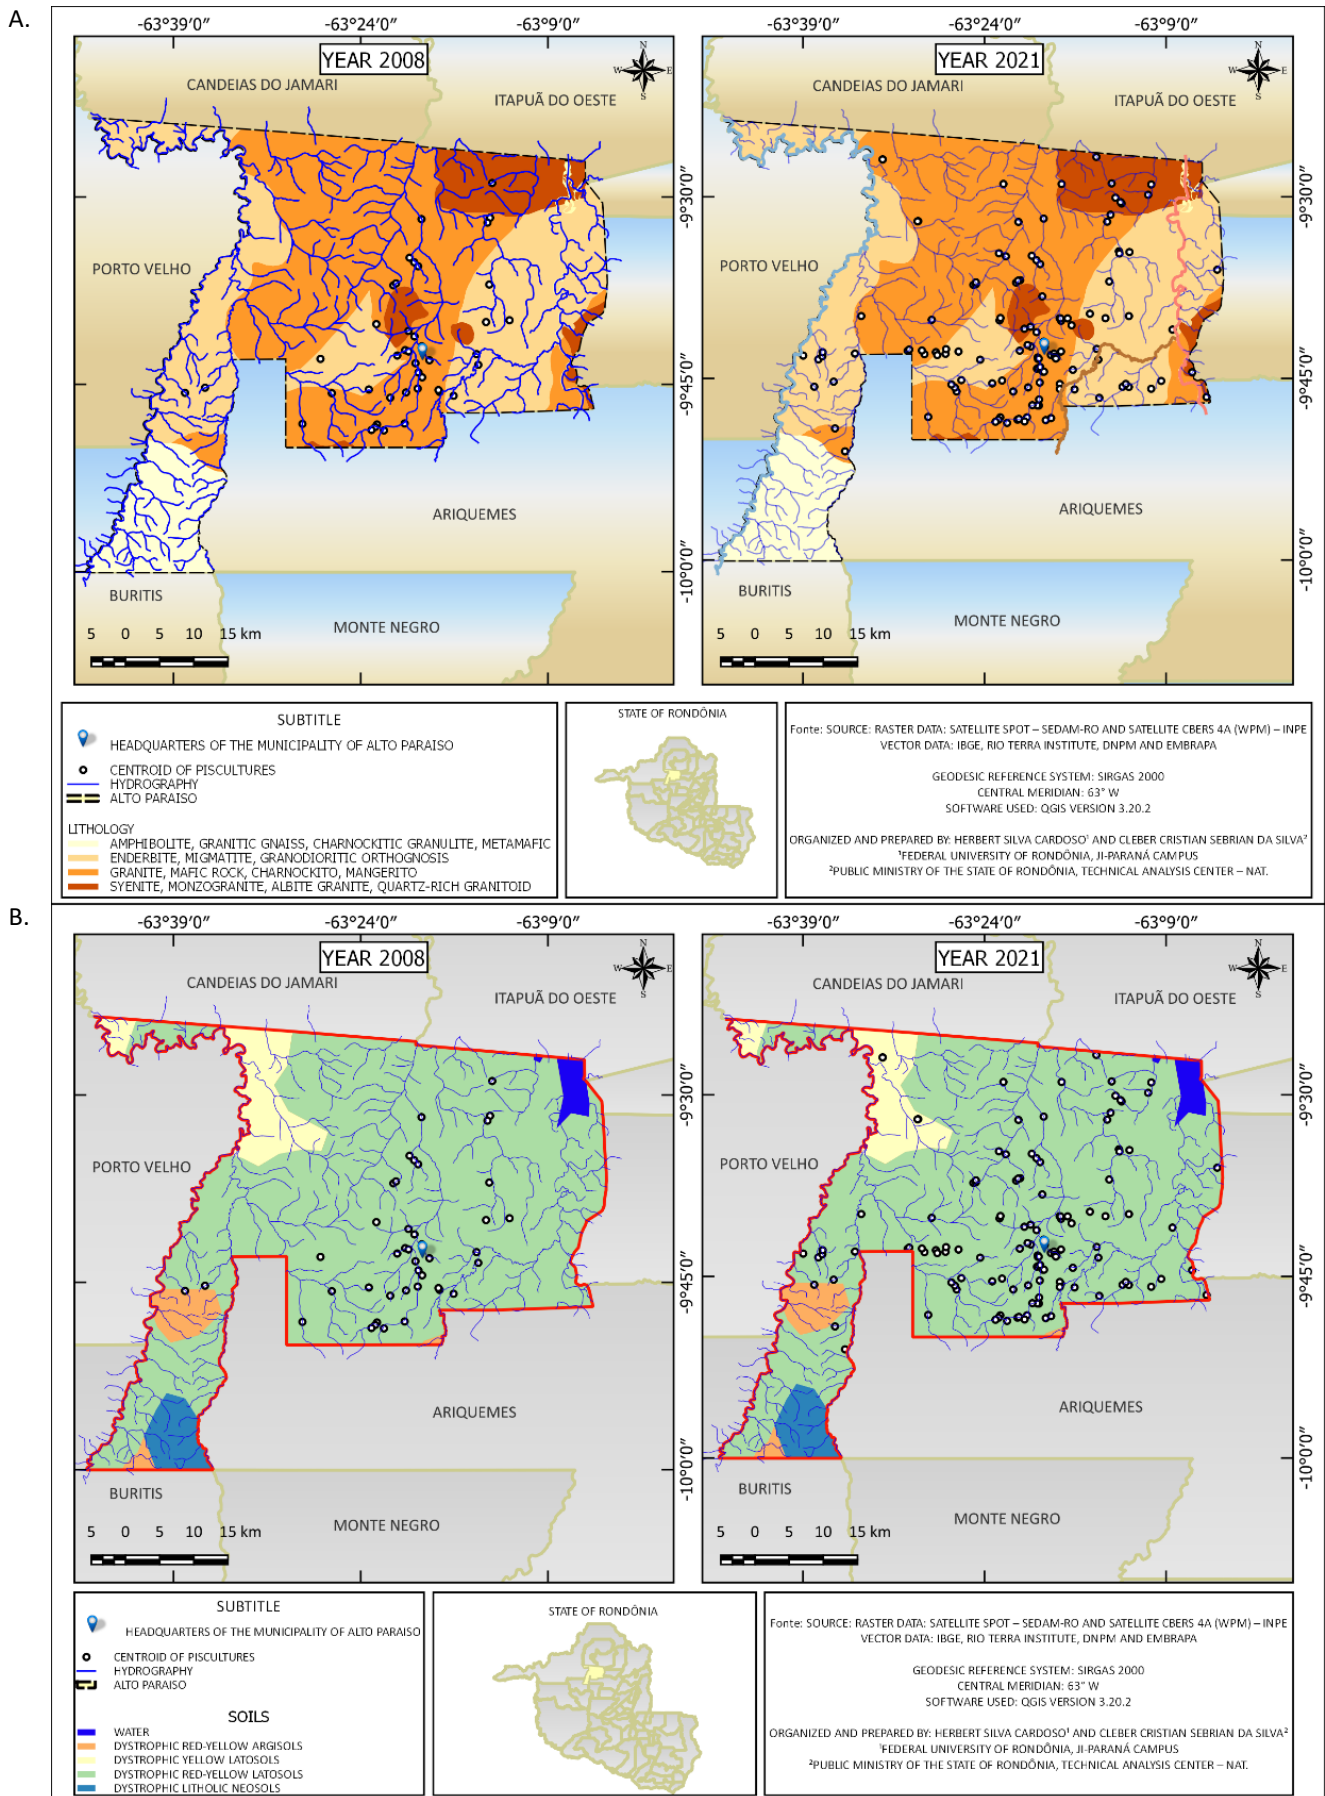 A.
-63°39'0" -63°24'0" -63°9'0"
YEAR 2008
N
W E
S
CANDEIAS DO JAMARI
ITAPUÃ DO OESTE
PORTO VELHO
ARIQUEMES
BURITIS
MONTE NEGRO
5 0 5 10 15 km
-9°30'0"
-9°45'0"
-10°0'0"
-63°39'0" -63°24'0" -63°9'0"
YEAR 2021
N
W E
S
CANDEIAS DO JAMARI
ITAPUÃ DO OESTE
PORTO VELHO
ARIQUEMES
BURITIS
MONTE NEGRO
5 0 5 10 15 km
-9°30'0"
-9°45'0"
-10°0'0"
SUBTITLE
HEADQUARTERS OF THE MUNICIPALITY OF ALTO PARAISO
CENTROID OF PISCULTURES
HYDROGRAPHY
ALTO PARAISO
LITHOLOGY
AMPHIBOLITE, GRANITIC GNAISS, CHARNOCKITIC GRANULITE, METAMAFIC
ENDERBITE, MIGMATITE, GRANODIORITIC ORTHOGNOSIS
GRANITE, MAFIC ROCK, CHARNOCKITO, MANGERITO
SYENITE, MONZOGRANITE, ALBITE GRANITE, QUARTZ-RICH GRANITOID
STATE OF RONDÔNIA
Fonte: SOURCE: RASTER DATA: SATELLITE SPOT – SEDAM-RO AND SATELLITE CBERS 4A (WPM) – INPE
VECTOR DATA: IBGE, RIO TERRA INSTITUTE, DNPM AND EMBRAPA
GEODESIC REFERENCE SYSTEM: SIRGAS 2000
CENTRAL MERIDIAN: 63° W
SOFTWARE USED: QGIS VERSION 3.20.2
ORGANIZED AND PREPARED BY: HERBERT SILVA CARDOSO¹ AND CLEBER CRISTIAN SEBRIAN DA SILVA²
¹FEDERAL UNIVERSITY OF RONDÔNIA, JI-PARANÁ CAMPUS
²PUBLIC MINISTRY OF THE STATE OF RONDÔNIA, TECHNICAL ANALYSIS CENTER – NAT.
B.
-63°39'0" -63°24'0" -63°9'0"
YEAR 2008
N
W E
S
CANDEIAS DO JAMARI
ITAPUÃ DO OESTE
PORTO VELHO
ARIQUEMES
BURITIS
MONTE NEGRO
5 0 5 10 15 km
-9°30'0"
-9°45'0"
-10°0'0"
-63°39'0" -63°24'0" -63°9'0"
YEAR 2021
N
W E
S
CANDEIAS DO JAMARI
ITAPUÃ DO OESTE
PORTO VELHO
ARIQUEMES
BURITIS
MONTE NEGRO
5 0 5 10 15 km
-9°30'0"
-9°45'0"
-10°0'0"
SUBTITLE
HEADQUARTERS OF THE MUNICIPALITY OF ALTO PARAISO
CENTROID OF PISCULTURES
HYDROGRAPHY
ALTO PARAISO
SOILS
WATER
DYSTROPHIC RED-YELLOW ARGISOLS
DYSTROPHIC YELLOW LATOSOLS
DYSTROPHIC RED-YELLOW LATOSOLS
DYSTROPHIC LITHOLIC NEOSOLS
STATE OF RONDÔNIA
Fonte: SOURCE: RASTER DATA: SATELLITE SPOT – SEDAM-RO AND SATELLITE CBERS 4A (WPM) – INPE
VECTOR DATA: IBGE, RIO TERRA INSTITUTE, DNPM AND EMBRAPA
GEODESIC REFERENCE SYSTEM: SIRGAS 2000
CENTRAL MERIDIAN: 63° W
SOFTWARE USED: QGIS VERSION 3.20.2
ORGANIZED AND PREPARED BY: HERBERT SILVA CARDOSO¹ AND CLEBER CRISTIAN SEBRIAN DA SILVA²
¹FEDERAL UNIVERSITY OF RONDÔNIA, JI-PARANÁ CAMPUS
²PUBLIC MINISTRY OF THE STATE OF RONDÔNIA, TECHNICAL ANALYSIS CENTER – NAT.